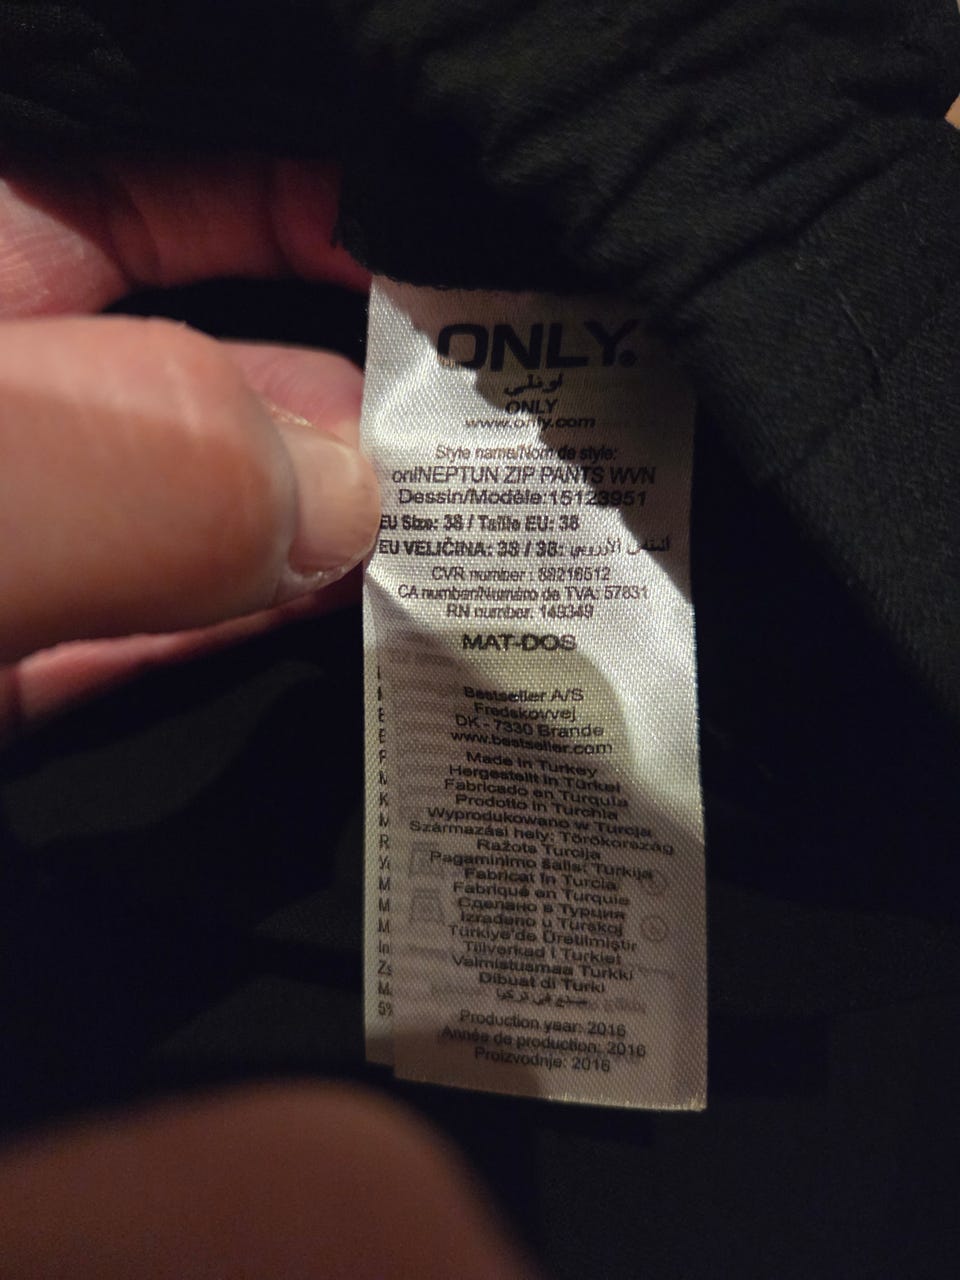 ONLY.
اونلي
ONLY
www.only.com
Style name/Nom de style:
onlNEPTUN ZIP PANTS WVN
Dessin/Modèle:15123951
EU Size: 38 / Taille EU: 38
EU VELIČINA: 38 / 38:
CVR number : 88216512
CA number/Numéro de TVA: 57831
RN number. 149349
MAT-DOS
Bestseller A/S
Fredskovvej
DK - 7330 Brande
www.bestseller.com
Made in Turkey
Hergestellt in Türkei
Fabricado en Turquía
Prodotto in Turchia
Wyprodukowano w Turcja
Származási hely: Törökország
Ražots Turcija
Pagaminimo šalis: Turkija
Fabricat în Turcia
Fabriqué en Turquie
Сделано в Турция
Izrađeno u Turskoj
Türkiye'de Üretilmiştir
Tillverkad i Turkiet
Valmistusmaa Turkki
Dibuat di Turki
صنع في تركيا
Production year: 2016
Année de production: 2016
Proizvodnje: 2016